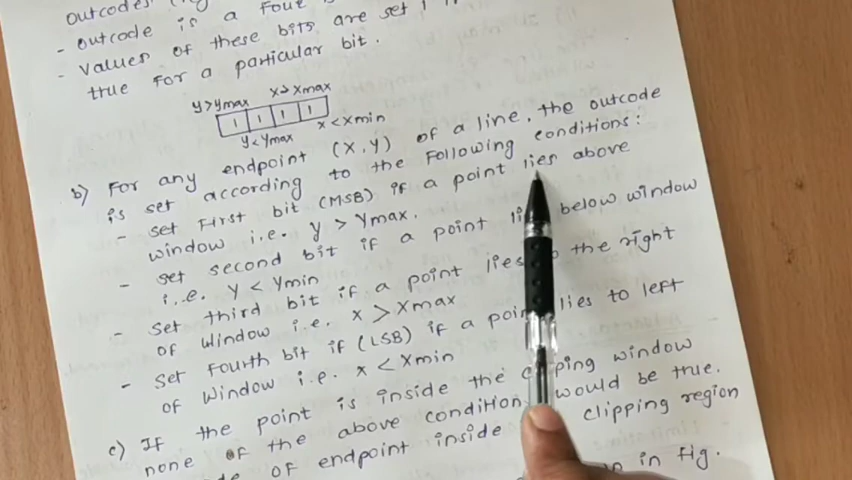 outcodes
- outcode is a four
- values of these bits are set 1
true for a particular bit.
y>ymax x>xmax
1 1 1 1
y<ymax x<xmin
b) For any endpoint (x,y) of a line. the outcode
is set according to the following conditions:
- set First bit (MSB) if a point lies above
window i.e. y > ymax.
- set second bit if a point below window
i.e. y < ymin
- set third bit if a point lies the right
of window i.e. x > xmax
- set Fourth bit if (LSB) if a point lies to left
of window i.e. x < xmin
c) If the point is inside the clipping window
none of the above condition would be true.
of endpoint inside clipping region
in fig.